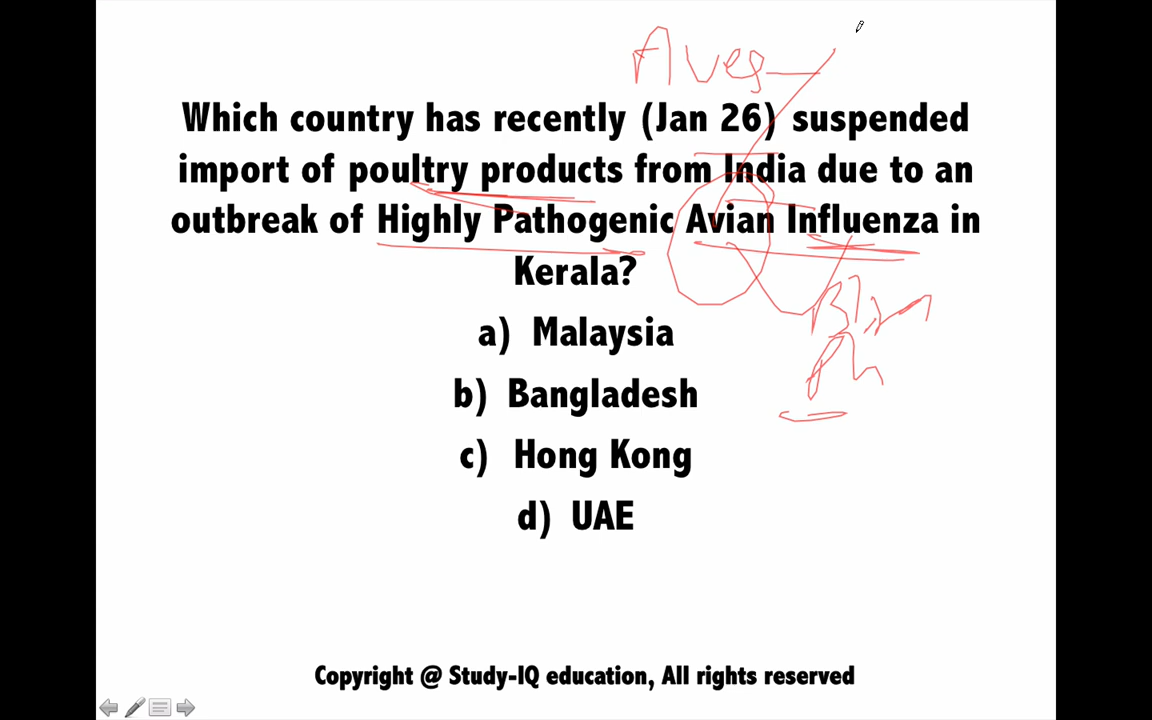 Aves
Which country has recently (Jan 26) suspended
import of poultry products from India due to an
outbreak of Highly Pathogenic Avian Influenza in
Kerala?
a) Malaysia
b) Bangladesh
c) Hong Kong
d) UAE
Copyright @ Study-IQ education, All rights reserved